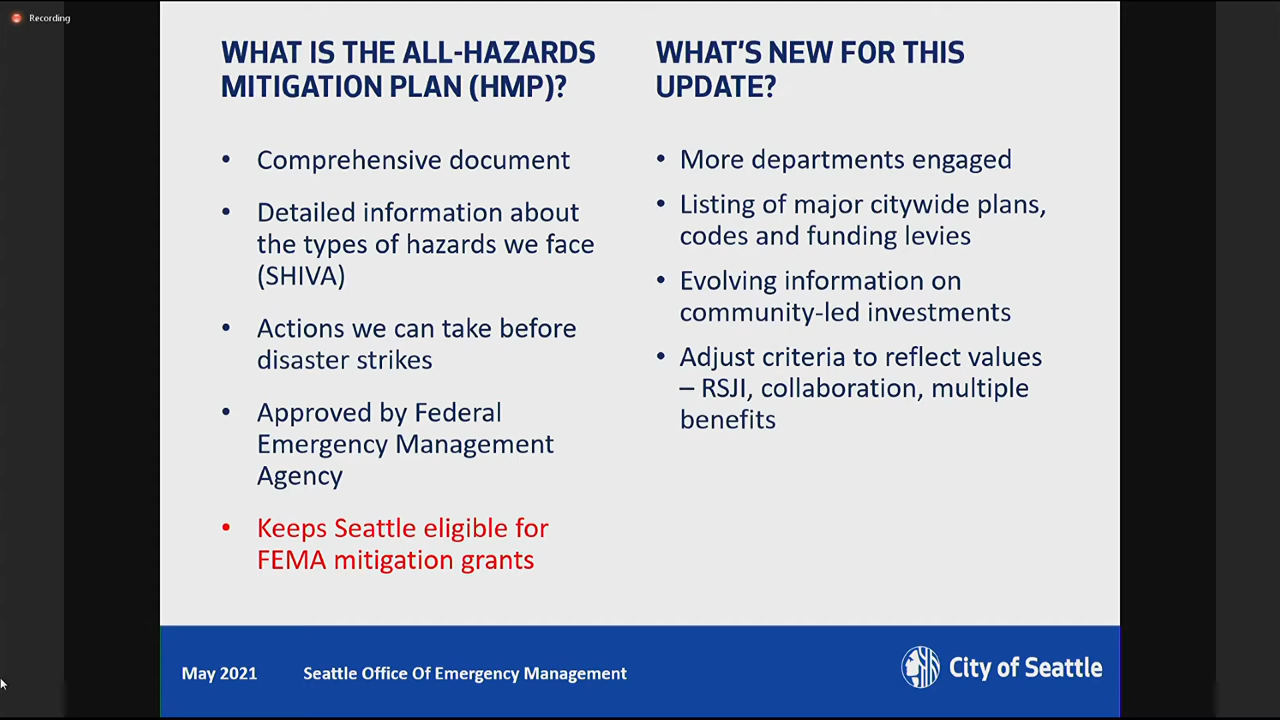 Recording
WHAT IS THE ALL-HAZARDS
MITIGATION PLAN (HMP)?
• Comprehensive document
• Detailed information about
the types of hazards we face
(SHIVA)
• Actions we can take before
disaster strikes
• Approved by Federal
Emergency Management
Agency
• Keeps Seattle eligible for
FEMA mitigation grants
WHAT'S NEW FOR THIS
UPDATE?
• More departments engaged
• Listing of major citywide plans,
codes and funding levies
• Evolving information on
community-led investments
• Adjust criteria to reflect values
– RSJI, collaboration, multiple
benefits
May 2021 Seattle Office Of Emergency Management
City of Seattle